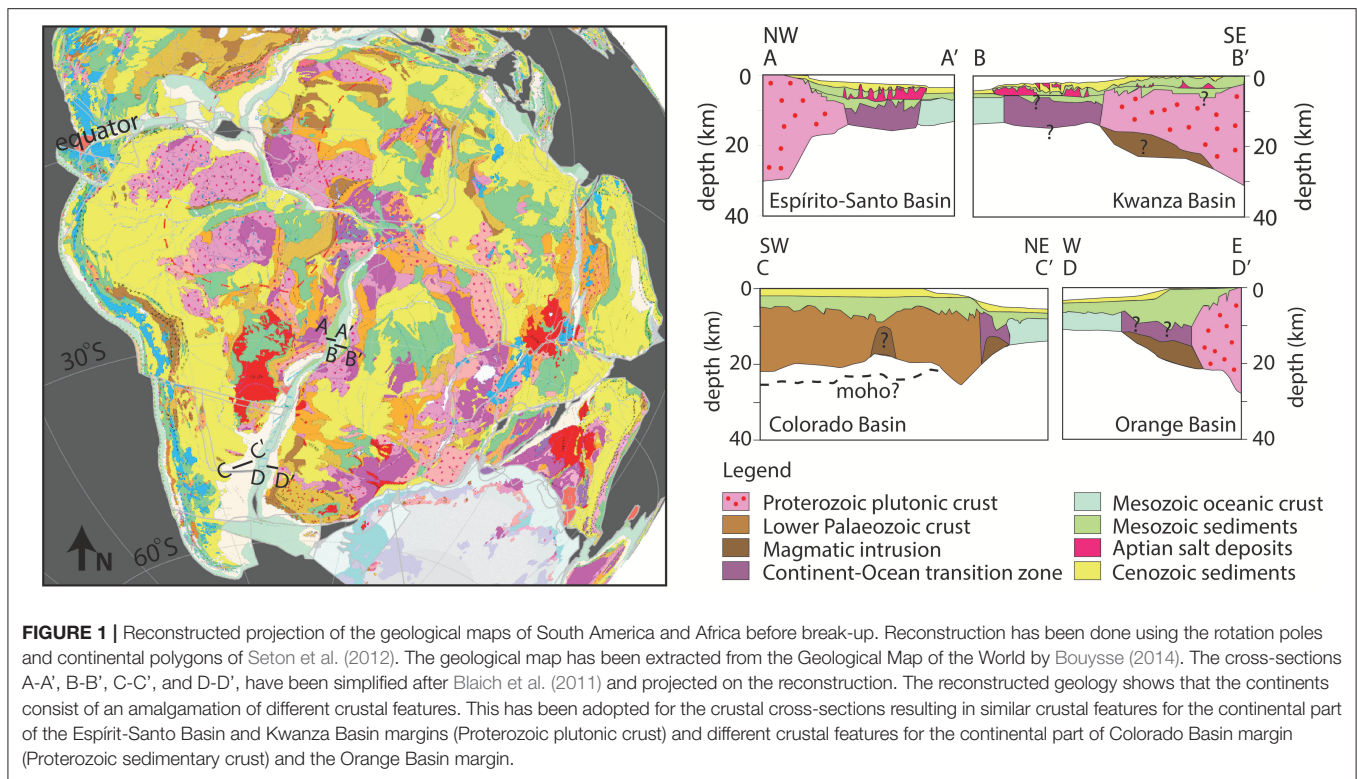 equator
30°S
60°S
N
A A'
B B'
C C'
D D'
NW SE
A A' B B'
0
20
40
depth (km)
Espírito-Santo Basin
? ? ? ?
Kwanza Basin
0
20
40
depth (km)
SW NE W E
C C' D D'
0
20
40
depth (km)
?
moho?
Colorado Basin
? ?
Orange Basin
0
20
40
depth (km)
Legend
Proterozoic plutonic crust
Lower Palaeozoic crust
Magmatic intrusion
Continent-Ocean transition zone
Mesozoic oceanic crust
Mesozoic sediments
Aptian salt deposits
Cenozoic sediments
FIGURE 1 | Reconstructed projection of the geological maps of South America and Africa before break-up. Reconstruction has been done using the rotation poles
and continental polygons of Seton et al. (2012). The geological map has been extracted from the Geological Map of the World by Bouysse (2014). The cross-sections
A-A', B-B', C-C', and D-D', have been simplified after Blaich et al. (2011) and projected on the reconstruction. The reconstructed geology shows that the continents
consist of an amalgamation of different crustal features. This has been adopted for the crustal cross-sections resulting in similar crustal features for the continental part
of the Espírit-Santo Basin and Kwanza Basin margins (Proterozoic plutonic crust) and different crustal features for the continental part of Colorado Basin margin
(Proterozoic sedimentary crust) and the Orange Basin margin.